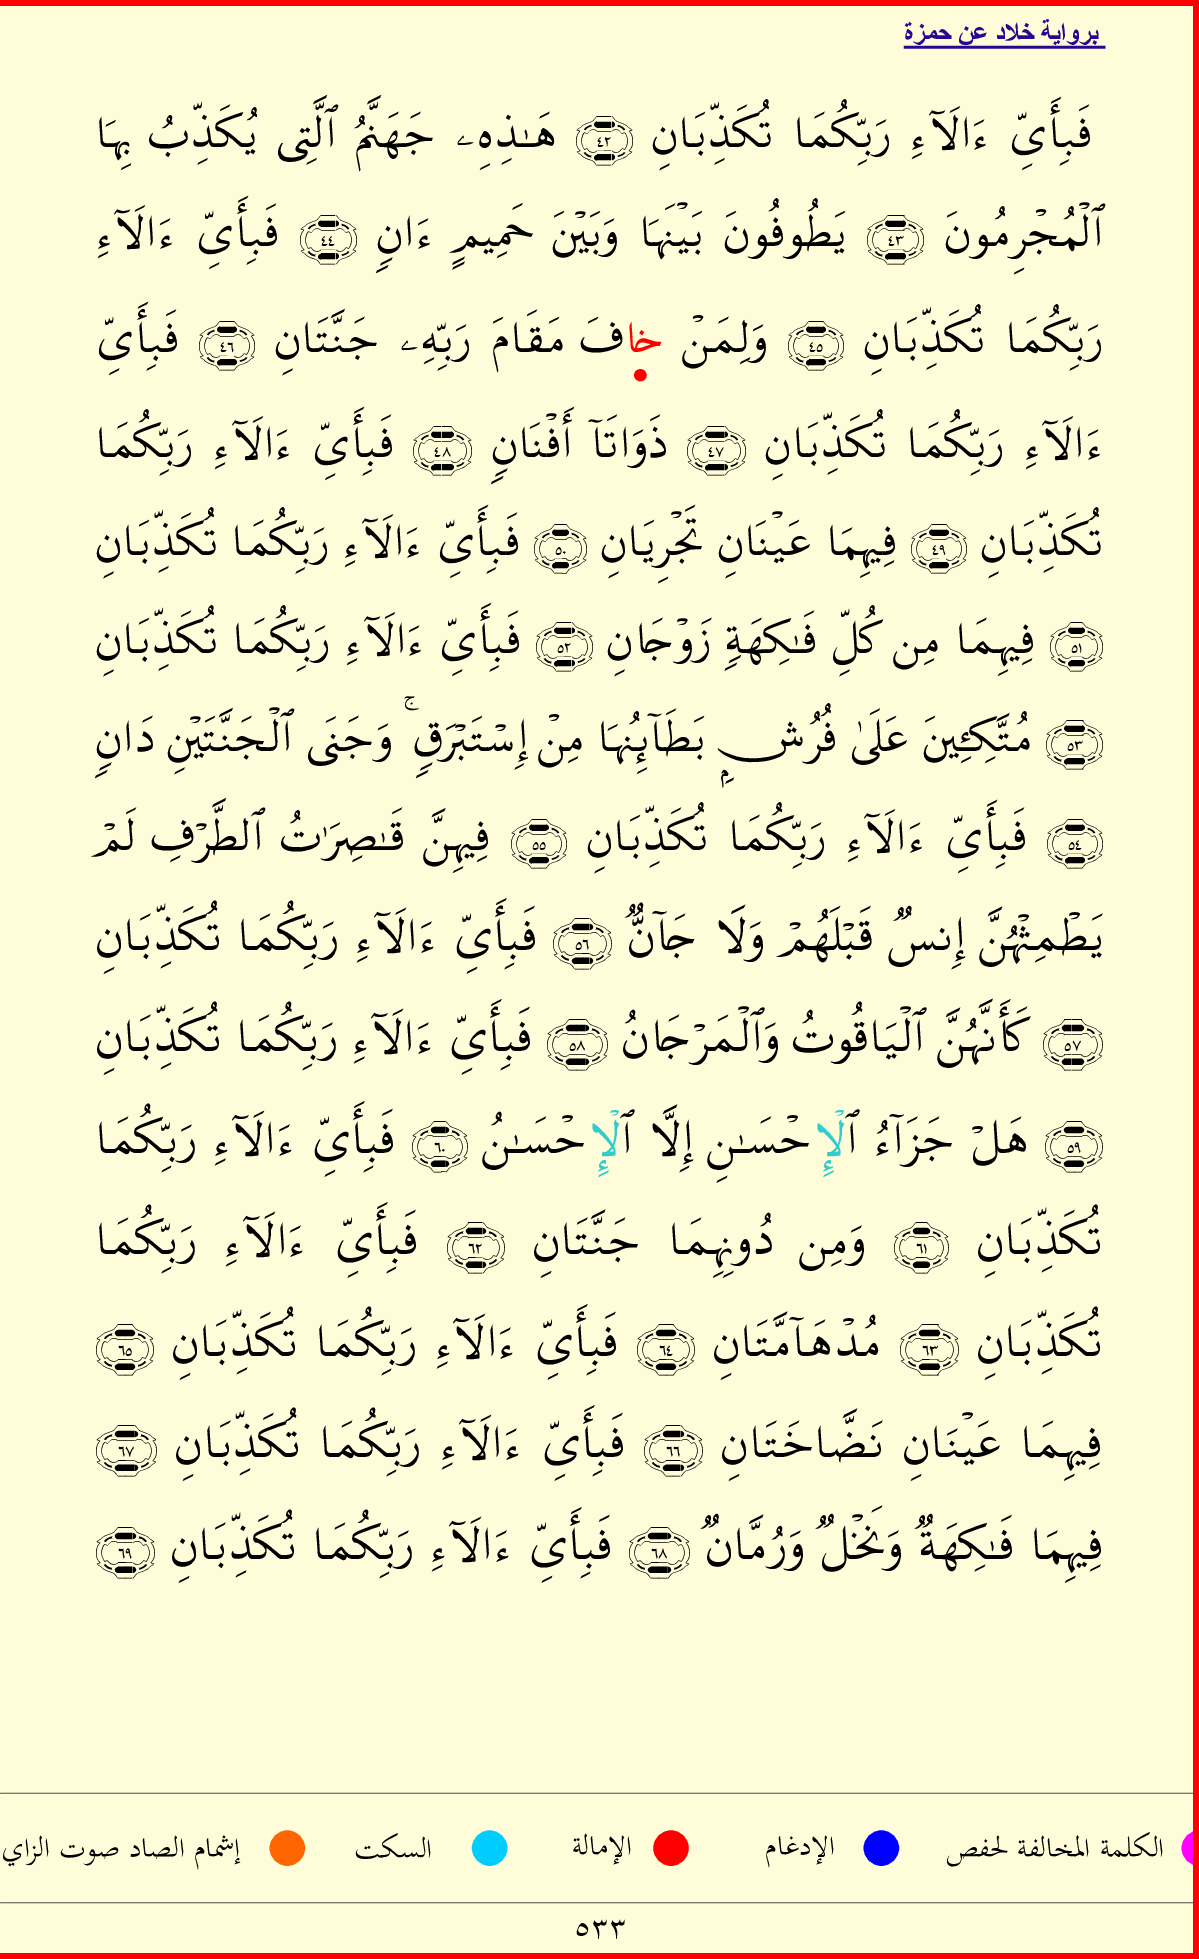 برواية خلاد عن حمزة
فَبِأَيِّ ءَالَآءِ رَبِّكُمَا تُكَذِّبَانِ ٤٢ هَـٰذِهِۦ جَهَنَّمُ ٱلَّتِى يُكَذِّبُ بِهَا
ٱلْمُجْرِمُونَ ٤٣ يَطُوفُونَ بَيْنَهَا وَبَيْنَ حَمِيمٍ ءَانٍ ٤٤ فَبِأَيِّ ءَالَآءِ
رَبِّكُمَا تُكَذِّبَانِ ٤٥ وَلِمَنْ خافَ مَقَامَ رَبِّهِۦ جَنَّتَانِ ٤٦ فَبِأَيِّ
ءَالَآءِ رَبِّكُمَا تُكَذِّبَانِ ٤٧ ذَوَاتَآ أَفْنَانٍ ٤٨ فَبِأَيِّ ءَالَآءِ رَبِّكُمَا
تُكَذِّبَانِ ٤٩ فِيهِمَا عَيْنَانِ تَجْرِيَانِ ٥٠ فَبِأَيِّ ءَالَآءِ رَبِّكُمَا تُكَذِّبَانِ
٥١ فِيهِمَا مِن كُلِّ فَـٰكِهَةٍ زَوْجَانِ ٥٢ فَبِأَيِّ ءَالَآءِ رَبِّكُمَا تُكَذِّبَانِ
٥٣ مُتَّكِـِٔينَ عَلَىٰ فُرُشٍۭ بَطَآئِنُهَا مِنْ إِسْتَبْرَقٍ ۚ وَجَنَى ٱلْجَنَّتَيْنِ دَانٍ
٥٤ فَبِأَيِّ ءَالَآءِ رَبِّكُمَا تُكَذِّبَانِ ٥٥ فِيهِنَّ قَـٰصِرَٰتُ ٱلطَّرْفِ لَمْ
يَطْمِثْهُنَّ إِنسٌ قَبْلَهُمْ وَلَا جَآنٌّ ٥٦ فَبِأَيِّ ءَالَآءِ رَبِّكُمَا تُكَذِّبَانِ
٥٧ كَأَنَّهُنَّ ٱلْيَاقُوتُ وَٱلْمَرْجَانُ ٥٨ فَبِأَيِّ ءَالَآءِ رَبِّكُمَا تُكَذِّبَانِ
٥٩ هَلْ جَزَآءُ ٱلْإِحْسَـٰنِ إِلَّا ٱلْإِحْسَـٰنُ ٦٠ فَبِأَيِّ ءَالَآءِ رَبِّكُمَا
تُكَذِّبَانِ ٦١ وَمِن دُونِهِمَا جَنَّتَانِ ٦٢ فَبِأَيِّ ءَالَآءِ رَبِّكُمَا
تُكَذِّبَانِ ٦٣ مُدْهَآمَّتَانِ ٦٤ فَبِأَيِّ ءَالَآءِ رَبِّكُمَا تُكَذِّبَانِ ٦٥
فِيهِمَا عَيْنَانِ نَضَّاخَتَانِ ٦٦ فَبِأَيِّ ءَالَآءِ رَبِّكُمَا تُكَذِّبَانِ ٦٧
فِيهِمَا فَـٰكِهَةٌ وَنَخْلٌ وَرُمَّانٌ ٦٨ فَبِأَيِّ ءَالَآءِ رَبِّكُمَا تُكَذِّبَانِ ٦٩
الكلمة المخالفة لحفص الإدغام الإمالة السكت إشمام الصاد صوت الزاي
٥٣٣